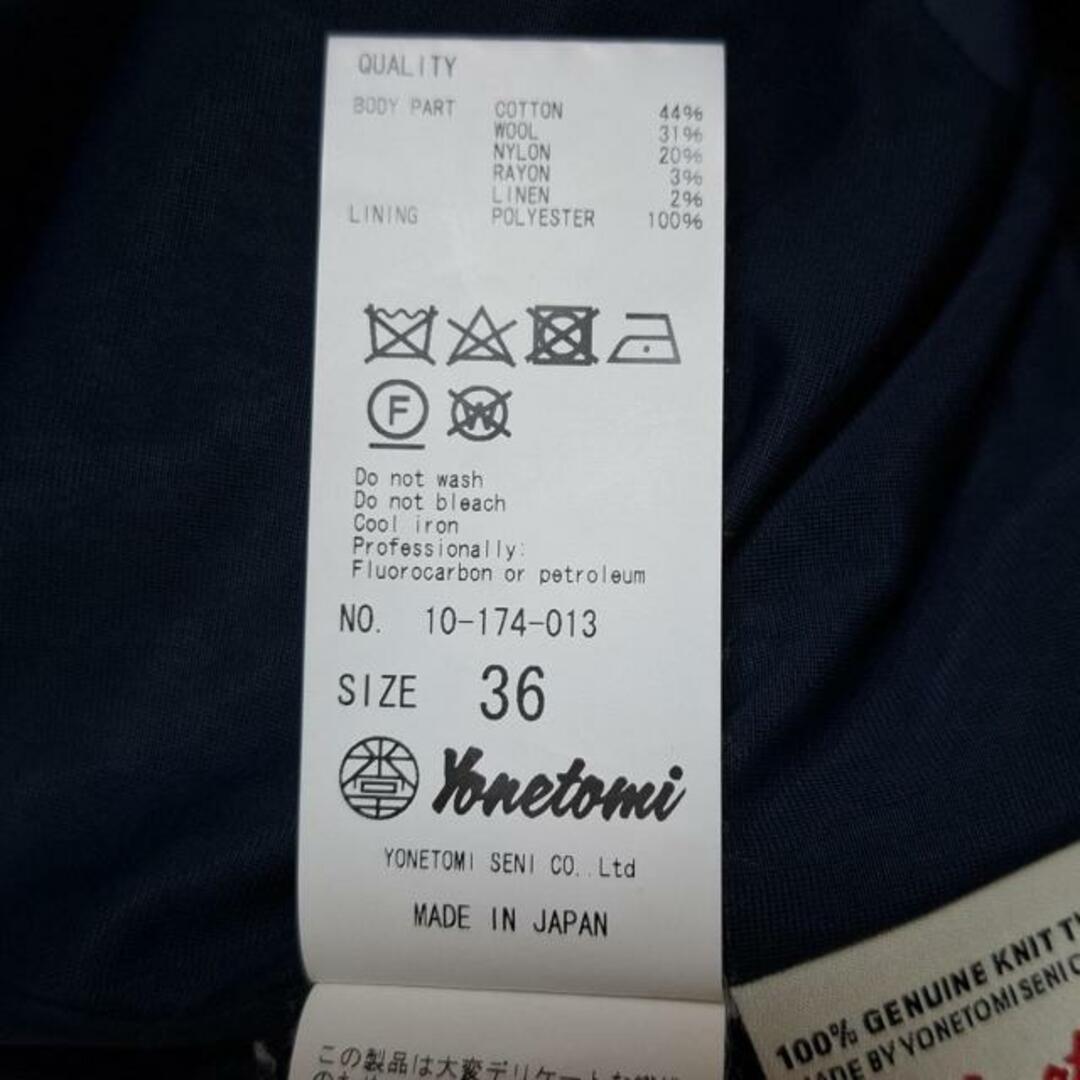 QUALITY
BODY PART COTTON 44%
WOOL 31%
NYLON 20%
RAYON 3%
LINEN 2%
LINING POLYESTER 100%
F W
Do not wash
Do not bleach
Cool iron
Professionally:
Fluorocarbon or petroleum
NO. 10-174-013
SIZE 36
Yonetomi
YONETOMI SENI CO.,Ltd
MADE IN JAPAN
この製品は大変デリケートな
のため
100% GENUINE KNIT
MADE BY YONETOMI SENI